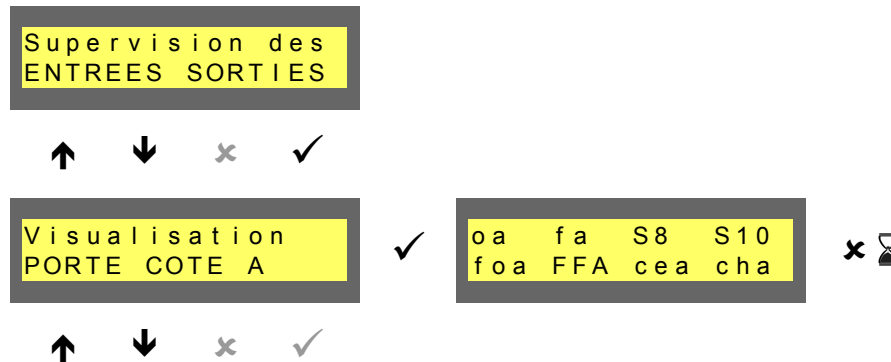 Supervision des
ENTREES SORTIES
Visualisation
PORTE COTE A
oa fa S8 S10
foa FFA cea cha